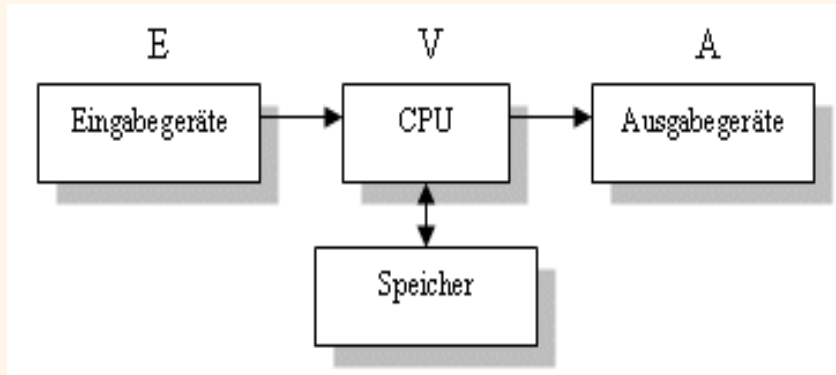 E
V
A
Eingabegeräte
CPU
Ausgabegeräte
Speicher